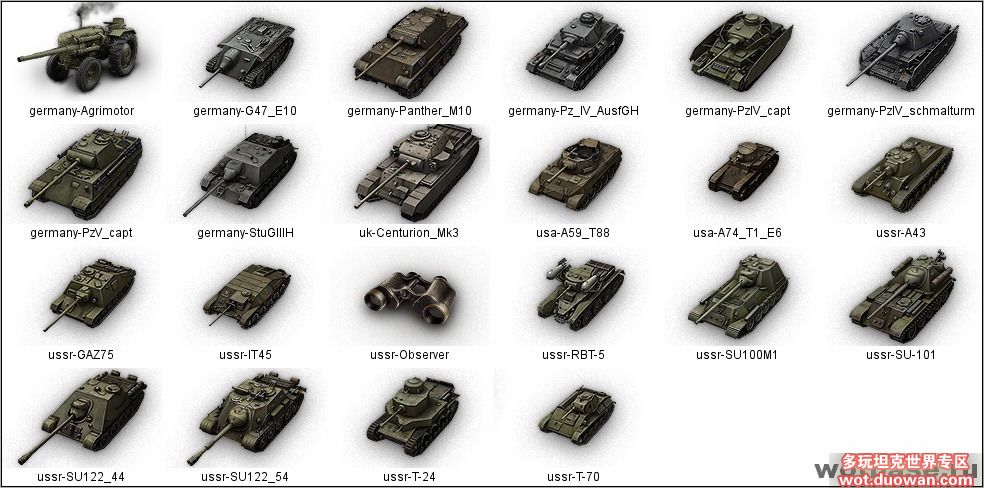 germany-Agrimotor
germany-G47_E10
germany-Panther_M10
germany-Pz_IV_AusfGH
germany-PzIV_capt
germany-PzIV_schmalturm
germany-PzV_capt
germany-StuGIIIH
uk-Centurion_Mk3
usa-A59_T88
usa-A74_T1_E6
ussr-A43
ussr-GAZ75
ussr-IT45
ussr-Observer
ussr-RBT-5
ussr-SU100M1
ussr-SU-101
ussr-SU122_44
ussr-SU122_54
ussr-T-24
ussr-T-70
多玩坦克世界专区
wot.duowan.com